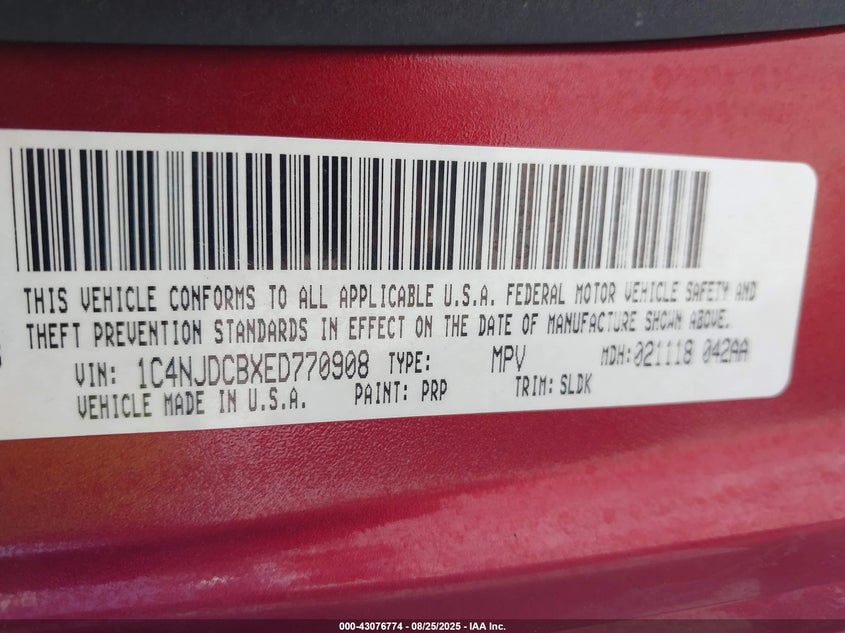 THIS VEHICLE CONFORMS TO ALL APPLICABLE U.S.A. FEDERAL MOTOR VEHICLE SAFETY AND
THEFT PREVENTION STANDARDS IN EFFECT ON THE DATE OF MANUFACTURE SHOWN ABOVE.
VIN: 1C4NJDCBXED770908 TYPE: MPV MDH:021118 042AA
VEHICLE MADE IN U.S.A. PAINT: PRP TRIM: SLDK
000-43076774 - 08/25/2025 - IAA Inc.